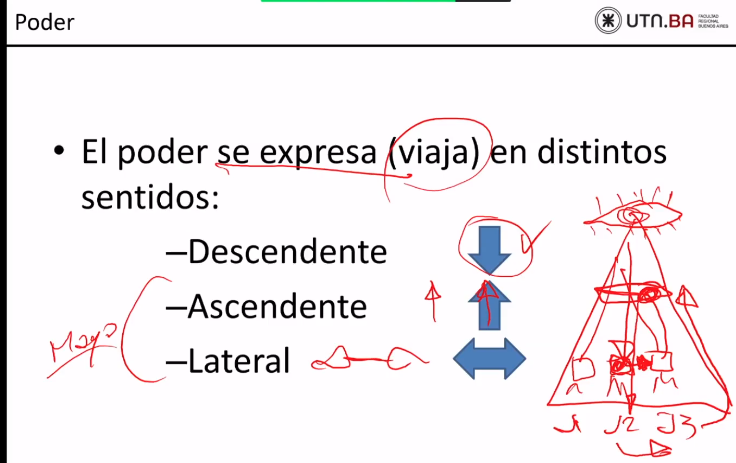 Poder
UTN.BA FACULTAD REGIONAL BUENOS AIRES
• El poder se expresa (viaja) en distintos
sentidos:
–Descendente
–Ascendente
–Lateral
Mayo
J1 J2 J3